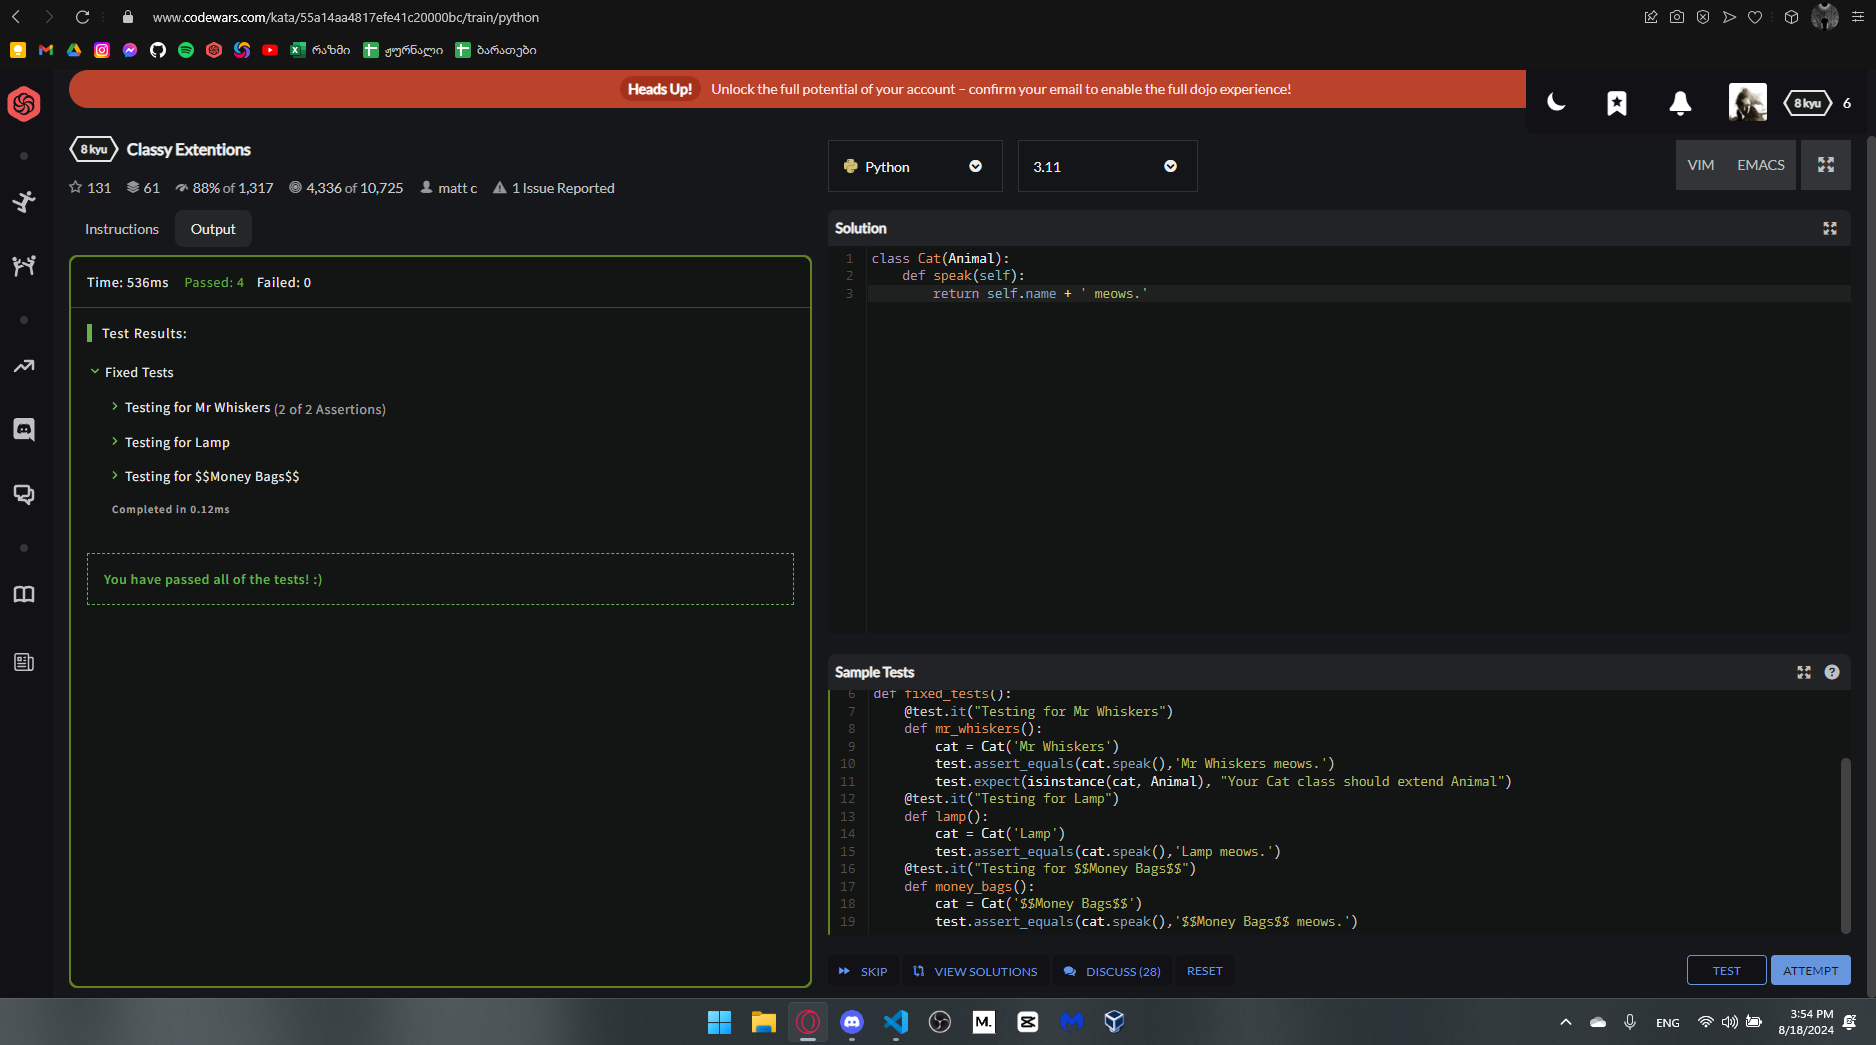 www.codewars.com/kata/55a14aa4817efe41c20000bc/train/python
რაზმი
ჟურნალი
ბარათები
Heads Up! Unlock the full potential of your account – confirm your email to enable the full dojo experience!
8 kyu 6
8 kyu Classy Extentions
131 61 88% of 1,317 4,336 of 10,725 matt c 1 Issue Reported
Python
3.11
VIM EMACS
Instructions Output
Time: 536ms Passed: 4 Failed: 0
Test Results:
Fixed Tests
Testing for Mr Whiskers (2 of 2 Assertions)
Testing for Lamp
Testing for $$Money Bags$$
Completed in 0.12ms
You have passed all of the tests! :)
Solution
1 class Cat(Animal):
2 def speak(self):
3 return self.name + ' meows.'
Sample Tests
6 def fixed_tests():
7 @test.it("Testing for Mr Whiskers")
8 def mr_whiskers():
9 cat = Cat('Mr Whiskers')
10 test.assert_equals(cat.speak(),'Mr Whiskers meows.')
11 test.expect(isinstance(cat, Animal), "Your Cat class should extend Animal")
12 @test.it("Testing for Lamp")
13 def lamp():
14 cat = Cat('Lamp')
15 test.assert_equals(cat.speak(),'Lamp meows.')
16 @test.it("Testing for $$Money Bags$$")
17 def money_bags():
18 cat = Cat('$$Money Bags$$')
19 test.assert_equals(cat.speak(),'$$Money Bags$$ meows.')
SKIP VIEW SOLUTIONS DISCUSS (28) RESET
TEST ATTEMPT
M.
ENG
3:54 PM
8/18/2024